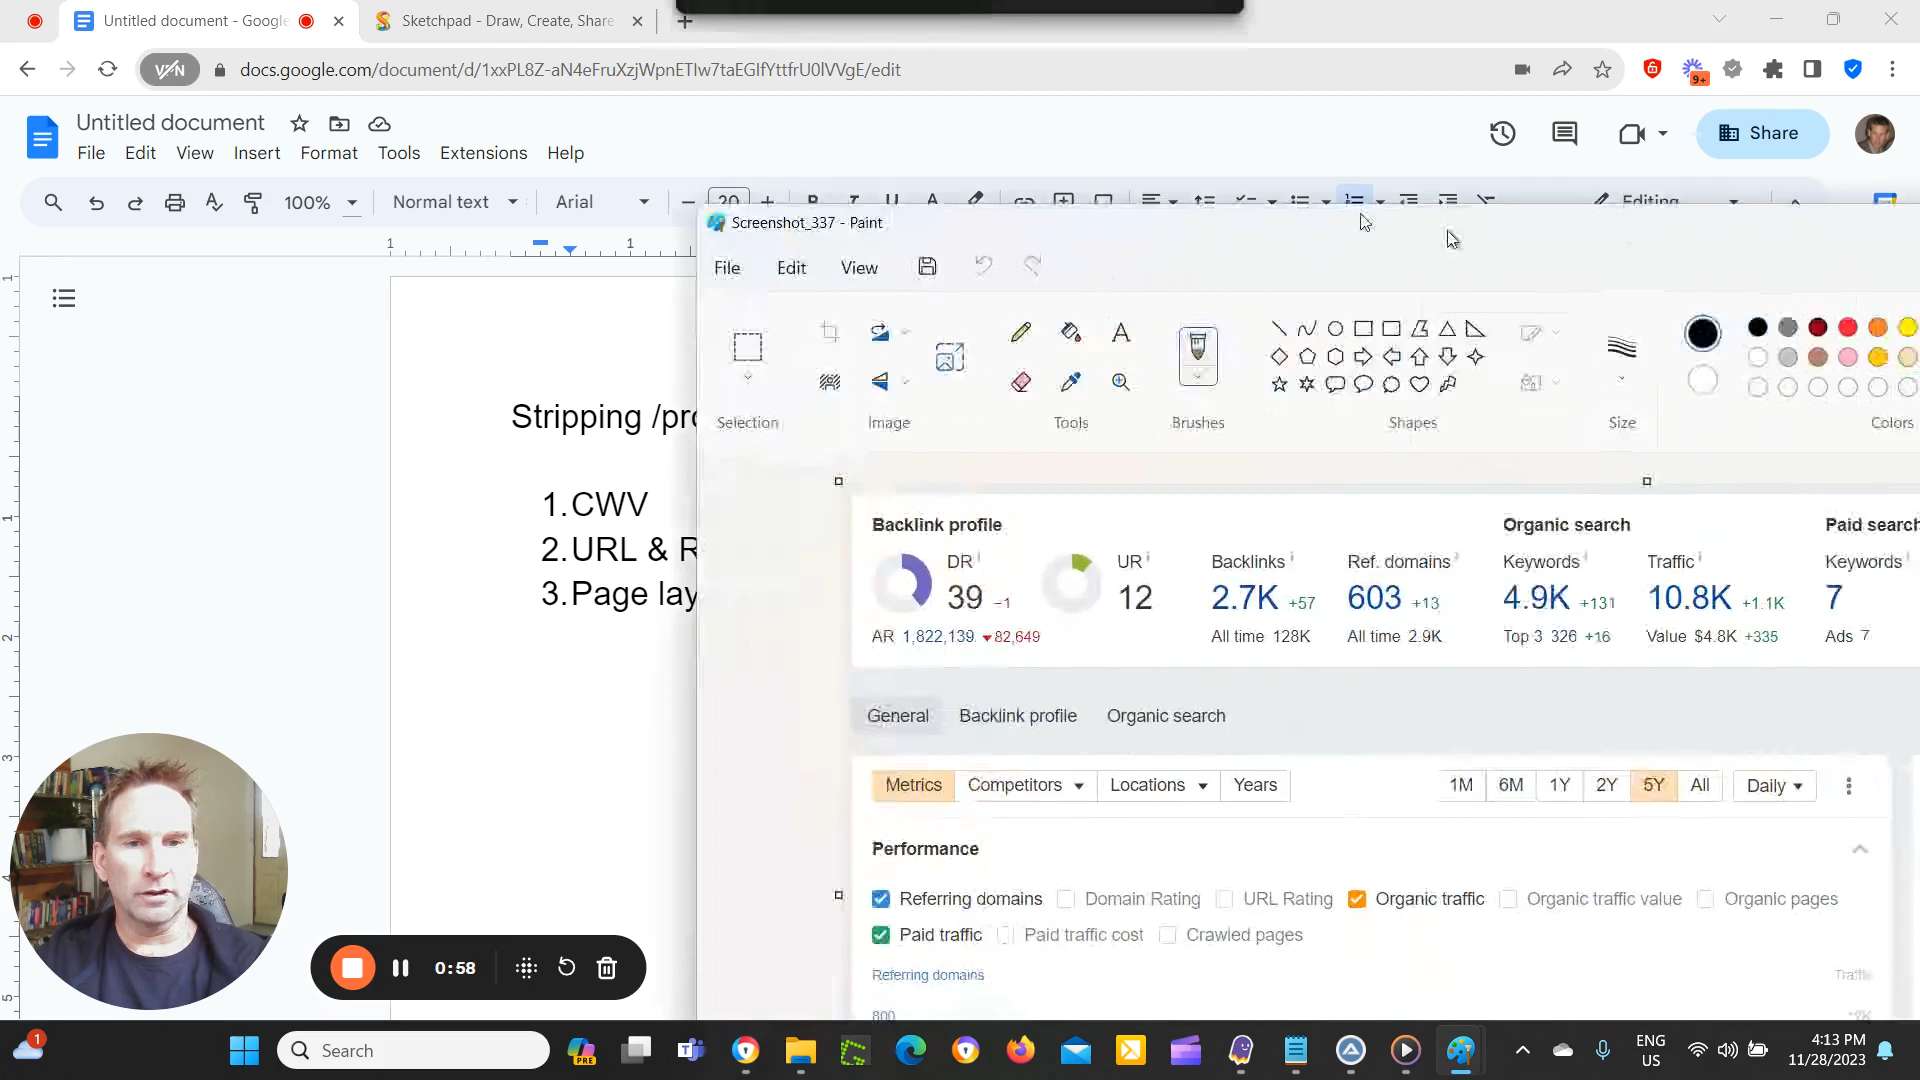 Untitled document - Google
Sketchpad - Draw, Create, Share
VPN
docs.google.com/document/d/1xxPL8Z-aN4eFruXzjWpnETIw7taEGIfYttfrU0lVVgE/edit
9+
Untitled document
File Edit View Insert Format Tools Extensions Help
Share
100% Normal text Arial 20 Editing
1 1
Screenshot_337 - Paint
File Edit View
Selection Image Tools Brushes Shapes Size Colors
Stripping
1. CWV
2. URL & R
3. Page lay
Backlink profile Organic search Paid search
DR UR Backlinks Ref. domains Keywords Traffic Keywords
39 -1 12 2.7K +57 603 +13 4.9K +131 10.8K +1.1K 7
AR 1,822,139 82,649 All time 128K All time 2.9K Top 3 326 +16 Value $4.8K +335 Ads 7
General Backlink profile Organic search
Metrics Competitors Locations Years 1M 6M 1Y 2Y 5Y All Daily
Performance
Referring domains Domain Rating URL Rating Organic traffic Organic traffic value Organic pages
Paid traffic Paid traffic cost Crawled pages
Referring domains
800
0:58
1
Search
PRE
ENG
US
4:13 PM
11/28/2023